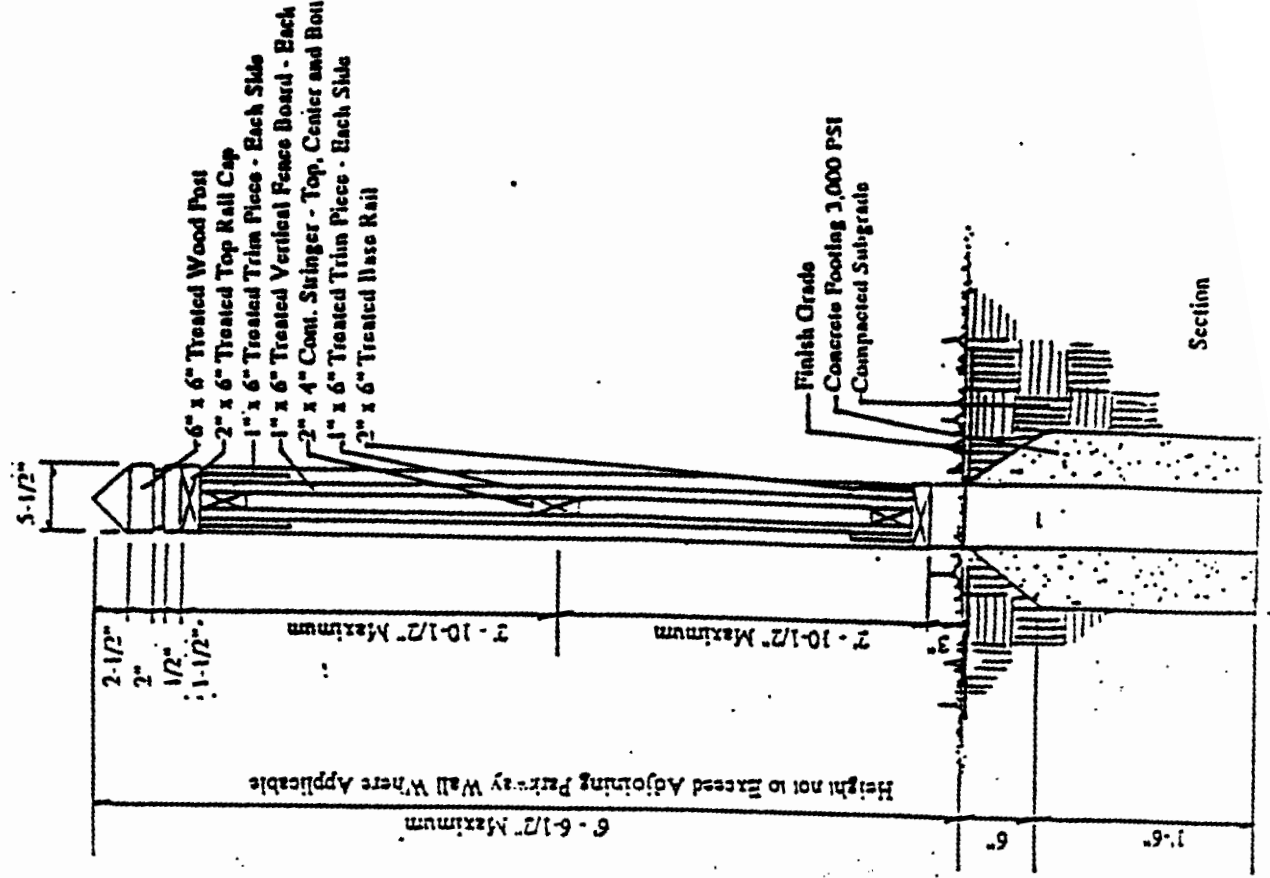 5-1/2"
6" x 6" Treated Wood Post
2" x 6" Treated Top Rail Cap
1" x 6" Treated Trim Piece - Each Side
1" x 6" Treated Vertical Fence Board - Each
2" x 4" Cont. Stringer - Top, Center and
1" x 6" Treated Trim Piece - Each Side
2" x 6" Treated Base Rail
2-1/2"
2"
1/2"
1-1/2"
10-1/2" Maximum
10-1/2" Maximum
3"
Height not to Exceed Adjoining Parkway Wall Where Applicable
6' - 6-1/2" Maximum
6"
1'-6"
Finish Grade
Concrete Footing 3,000 PSI
Compacted Subgrade
Section